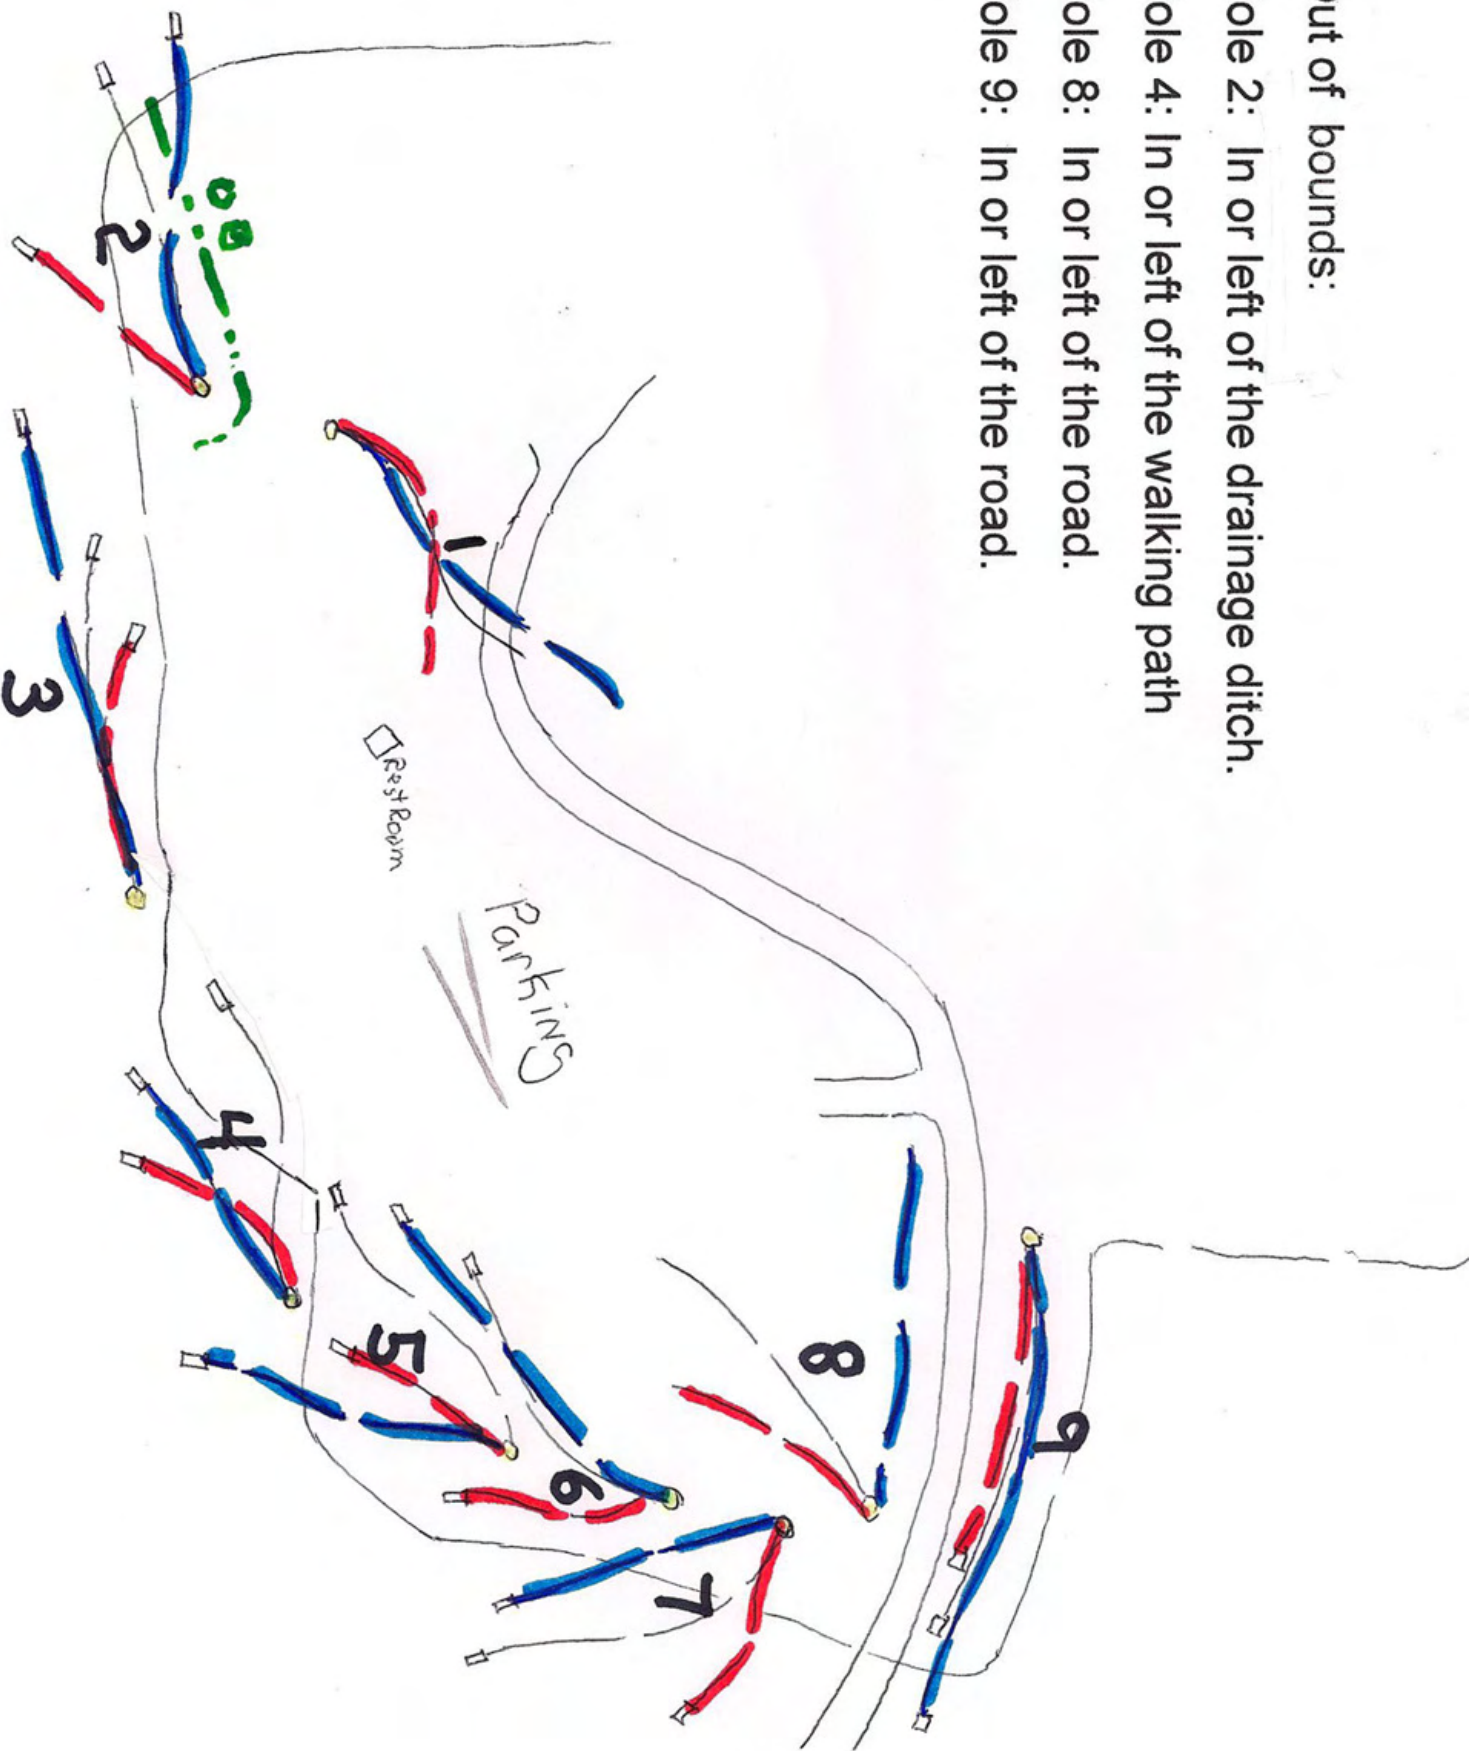 ut of bounds:
ole 2: In or left of the drainage ditch.
ole 4: In or left of the walking path
ole 8: In or left of the road.
ole 9: In or left of the road.
OB
2
1
3
RestRoom
Parking
4
5
6
7
8
9